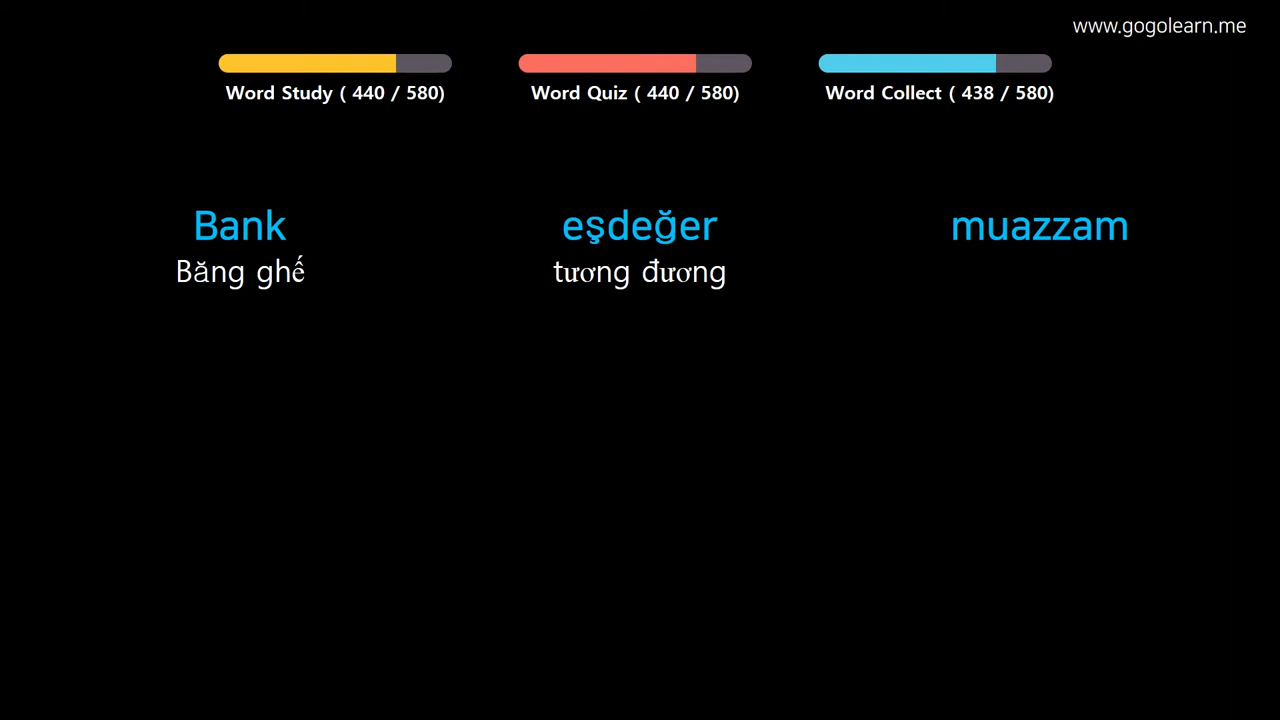 www.gogolearn.me
Word Study ( 440 / 580)
Word Quiz ( 440 / 580)
Word Collect ( 438 / 580)
Bank
Băng ghế
eşdeğer
tương đương
muazzam